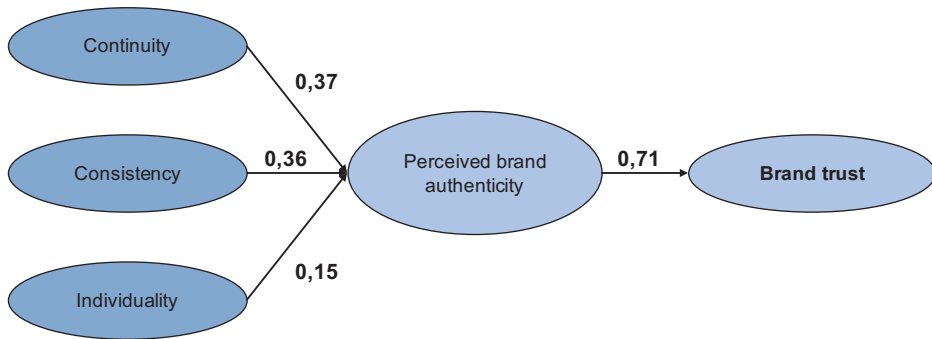 Continuity
0,37
Consistency
0,36
Perceived brand
authenticity
0,71
Brand trust
0,15
Individuality